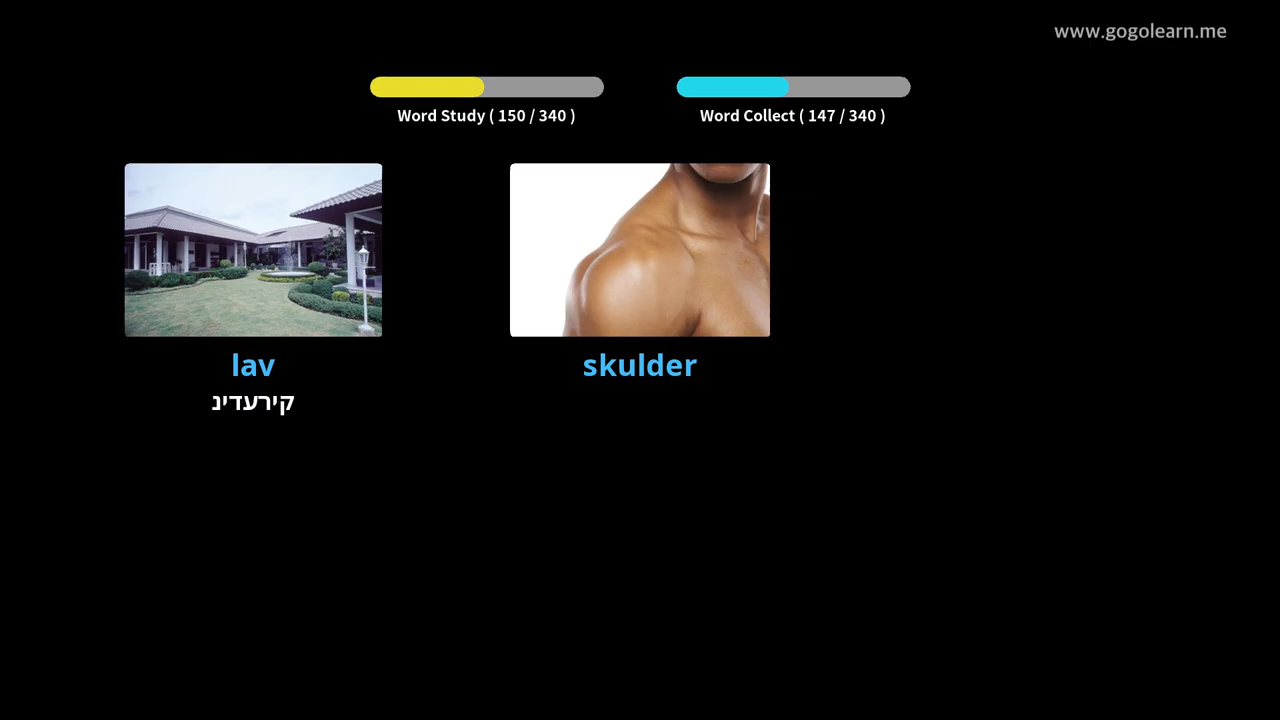 www.gogolearn.me
Word Study ( 150 / 340 )
Word Collect ( 147 / 340 )
lav
קירעדינ
skulder